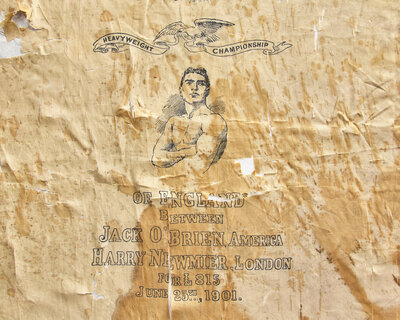 HEAVYWEIGHT CHAMPIONSHIP
OF ENGLAND
BETWEEN
JACK O'BRIEN, AMERICA
HARRY NEWMIER, LONDON
FOR L 815
JUNE 25TH, 1901.